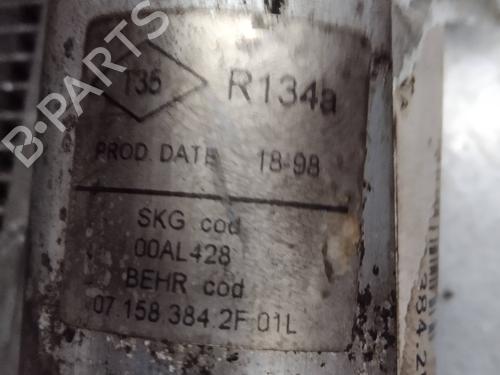 B-PARTS
T35
R134a
PROD. DATE 18-98
SKG cod
00AL428
BEHR cod
07.158.384.2F 01L
384.2